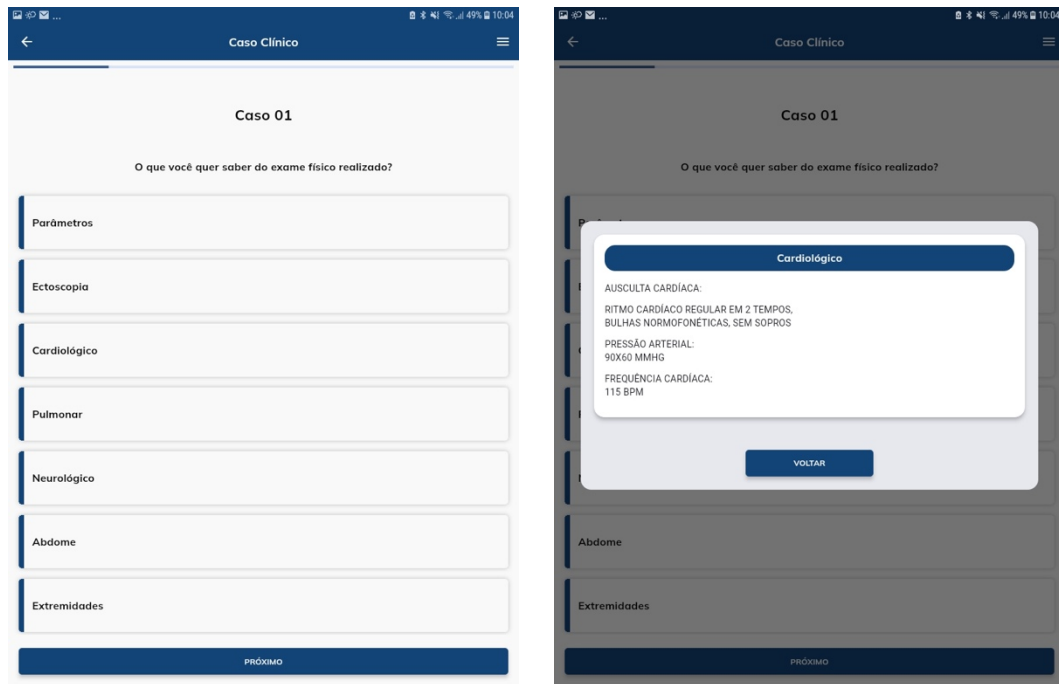 ... 49% 10:04
Caso Clínico
Caso 01
O que você quer saber do exame físico realizado?
Parâmetros
Ectoscopia
Cardiológico
Pulmonar
Neurológico
Abdome
Extremidades
PRÓXIMO
... 49% 10:04
Caso Clínico
Caso 01
O que você quer saber do exame físico realizado?
Cardiológico
AUSCULTA CARDÍACA:
RITMO CARDÍACO REGULAR EM 2 TEMPOS,
BULHAS NORMOFONÉTICAS, SEM SOPROS
PRESSÃO ARTERIAL:
90X60 MMHG
FREQUÊNCIA CARDÍACA:
115 BPM
VOLTAR
Abdome
Extremidades
PRÓXIMO